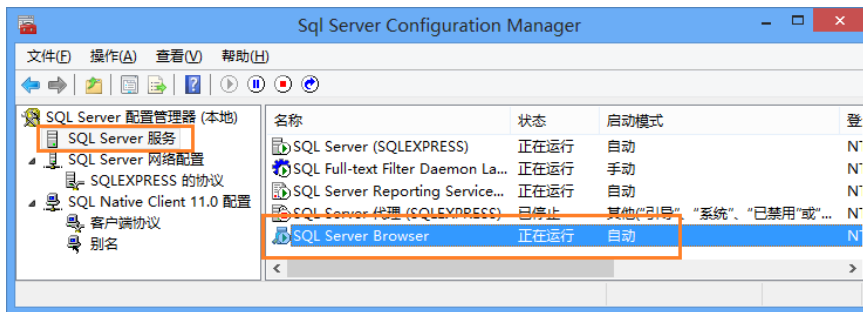 Sql Server Configuration Manager
文件(F) 操作(A) 查看(V) 帮助(H)
SQL Server 配置管理器 (本地)
SQL Server 服务
SQL Server 网络配置
SQLEXPRESS 的协议
SQL Native Client 11.0 配置
客户端协议
别名
名称 状态 启动模式 登
SQL Server (SQLEXPRESS) 正在运行 自动 NT
SQL Full-text Filter Daemon La... 正在运行 手动 NT
SQL Server Reporting Service... 正在运行 自动 NT
SQL Server 代理 (SQLEXPRESS) 已停止 其他("引导"、"系统"、"已禁用"或"... NT
SQL Server Browser 正在运行 自动 NT